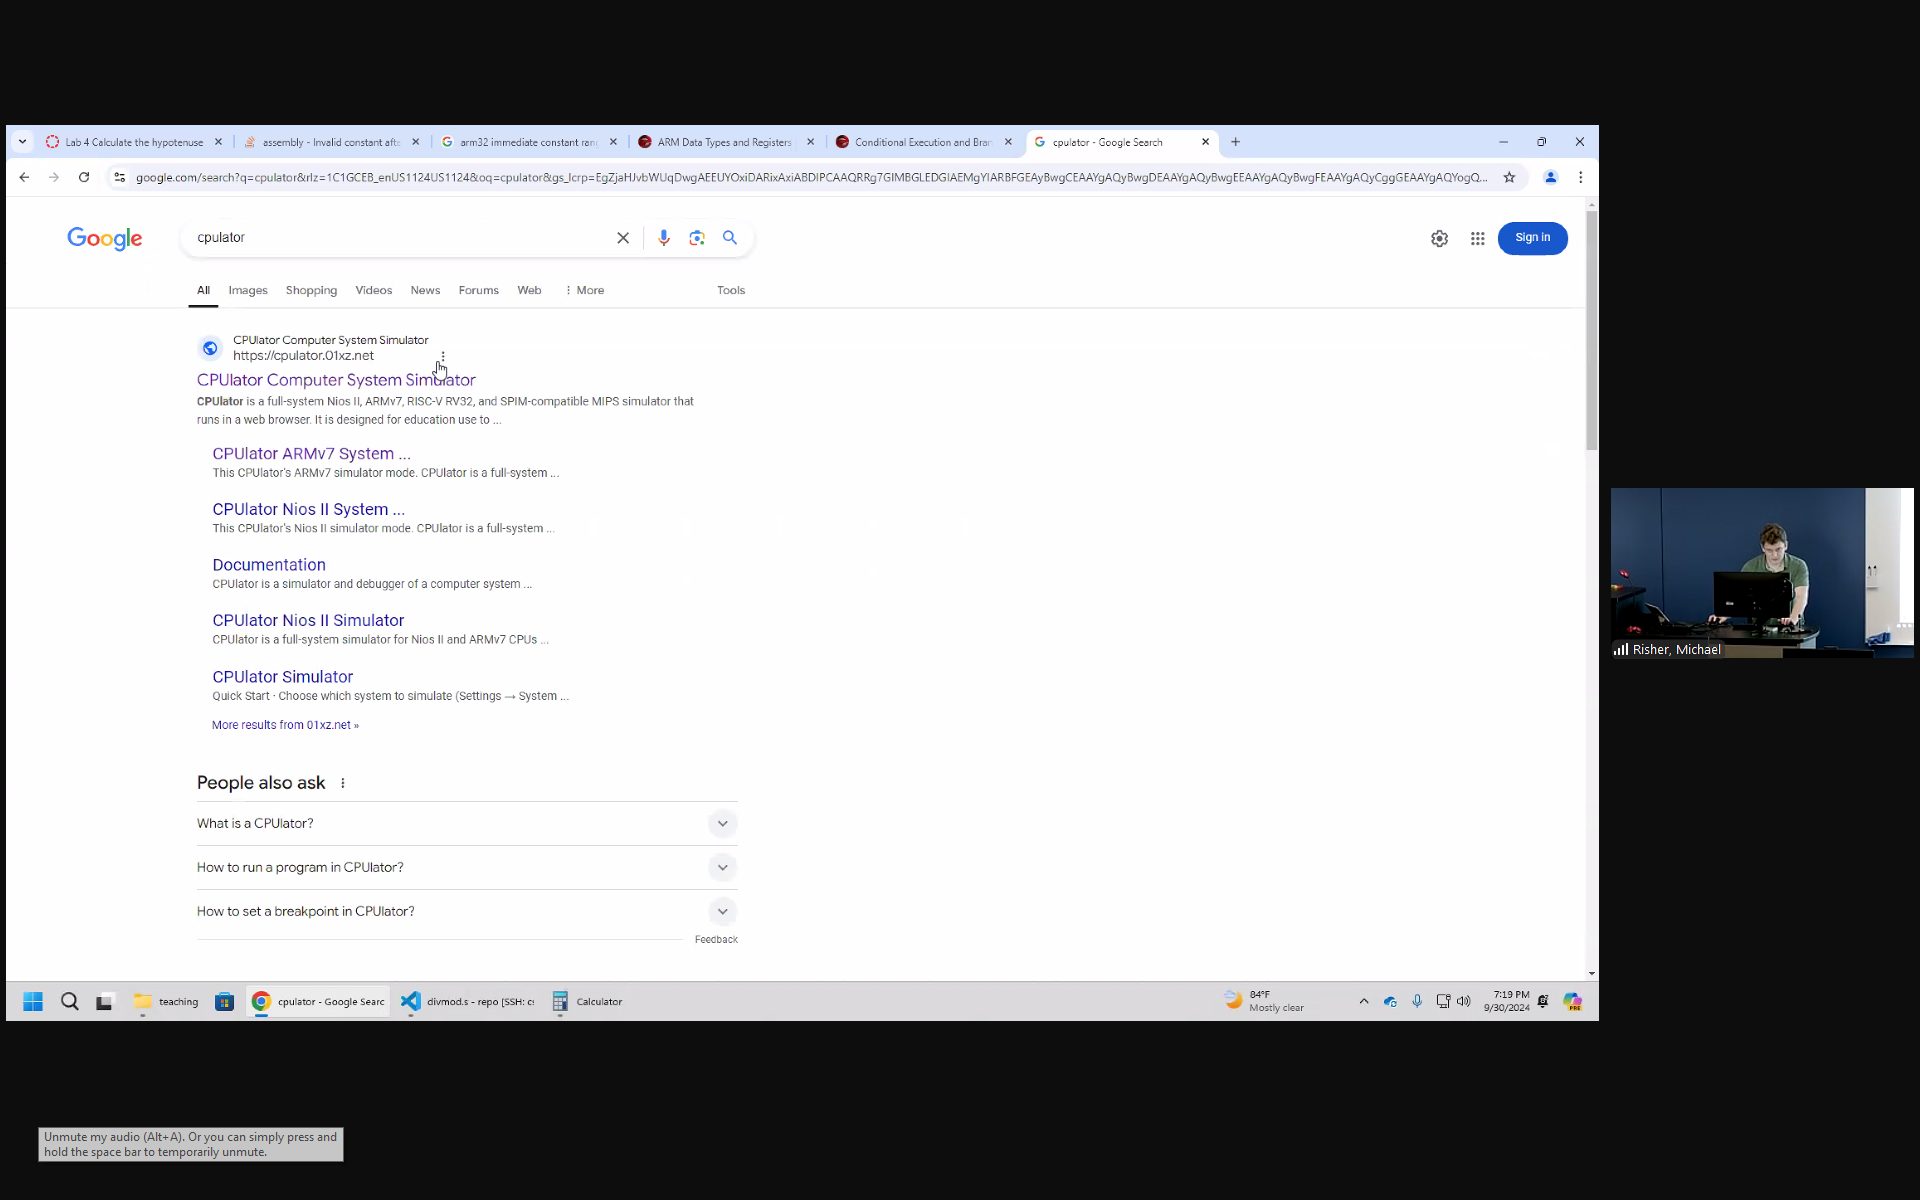 Lab 4 Calculate the hypotenuse
assembly - Invalid constant afte
arm32 immediate constant ran
ARM Data Types and Registers
Conditional Execution and Bran
cpulator - Google Search
google.com/search?q=cpulator&rlz=1C1GCEB_enUS1124US1124&oq=cpulator&gs_lcrp=
Google
cpulator
Sign in
All
Images
Shopping
Videos
News
Forums
Web
More
Tools
CPUlator Computer System Simulator
https://cpulator.01xz.net
CPUlator Computer System Simulator
CPUlator is a full-system Nios II, ARMv7, RISC-V RV32, and SPIM-compatible MIPS simulator that
runs in a web browser. It is designed for education use to ...
CPUlator ARMv7 System ...
This CPUlator's ARMv7 simulator mode. CPUlator is a full-system ...
CPUlator Nios II System ...
This CPUlator's Nios II simulator mode. CPUlator is a full-system ...
Documentation
CPUlator is a simulator and debugger of a computer system ...
CPUlator Nios II Simulator
CPUlator is a full-system simulator for Nios II and ARMv7 CPUs ...
CPUlator Simulator
Quick Start · Choose which system to simulate (Settings → System ...
More results from 01xz.net »
People also ask
What is a CPUlator?
How to run a program in CPUlator?
How to set a breakpoint in CPUlator?
Feedback
Risher, Michael
teaching
cpulator - Google Searc
divmod.s - repo [SSH: cs
Calculator
84°F
Mostly clear
7:19 PM
9/30/2024
Unmute my audio (Alt+A). Or you can simply press and
hold the space bar to temporarily unmute.